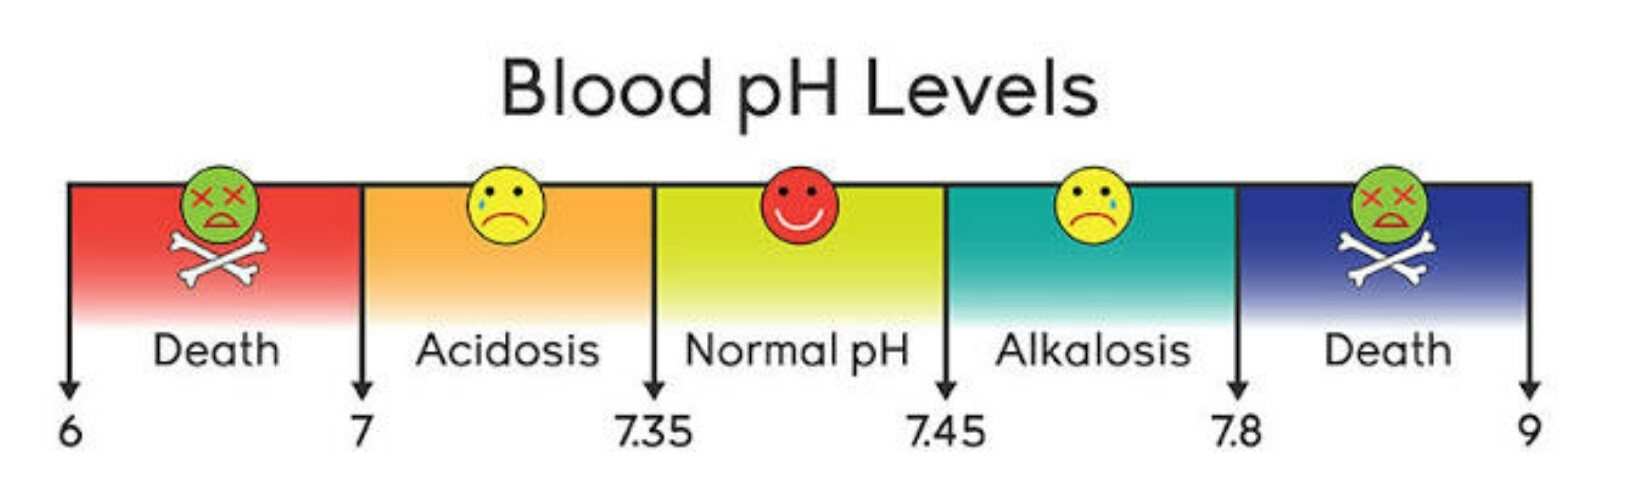 Blood pH Levels
Death Acidosis Normal pH Alkalosis Death
6 7 7.35 7.45 7.8 9